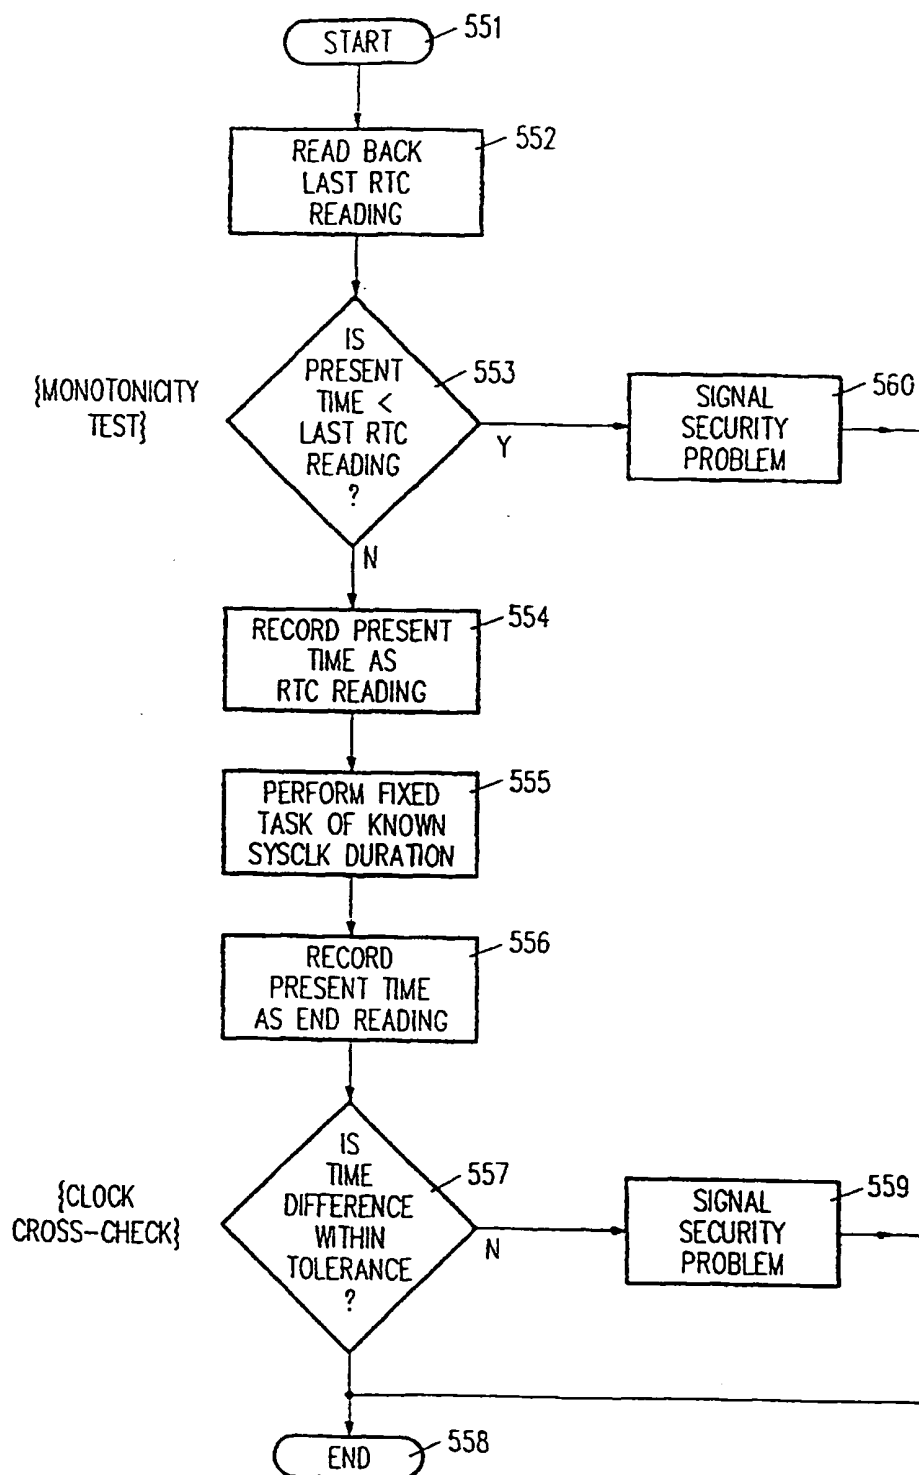 START
551
READ BACK
LAST RTC
READING
552
IS
PRESENT
TIME <
LAST RTC
READING
?
553
{MONOTONICITY
TEST}
Y
SIGNAL
SECURITY
PROBLEM
560
N
RECORD PRESENT
TIME AS
RTC READING
554
PERFORM FIXED
TASK OF KNOWN
SYSCLK DURATION
555
RECORD
PRESENT TIME
AS END READING
556
IS
TIME
DIFFERENCE
WITHIN
TOLERANCE
?
557
{CLOCK
CROSS-CHECK}
N
SIGNAL
SECURITY
PROBLEM
559
END
558